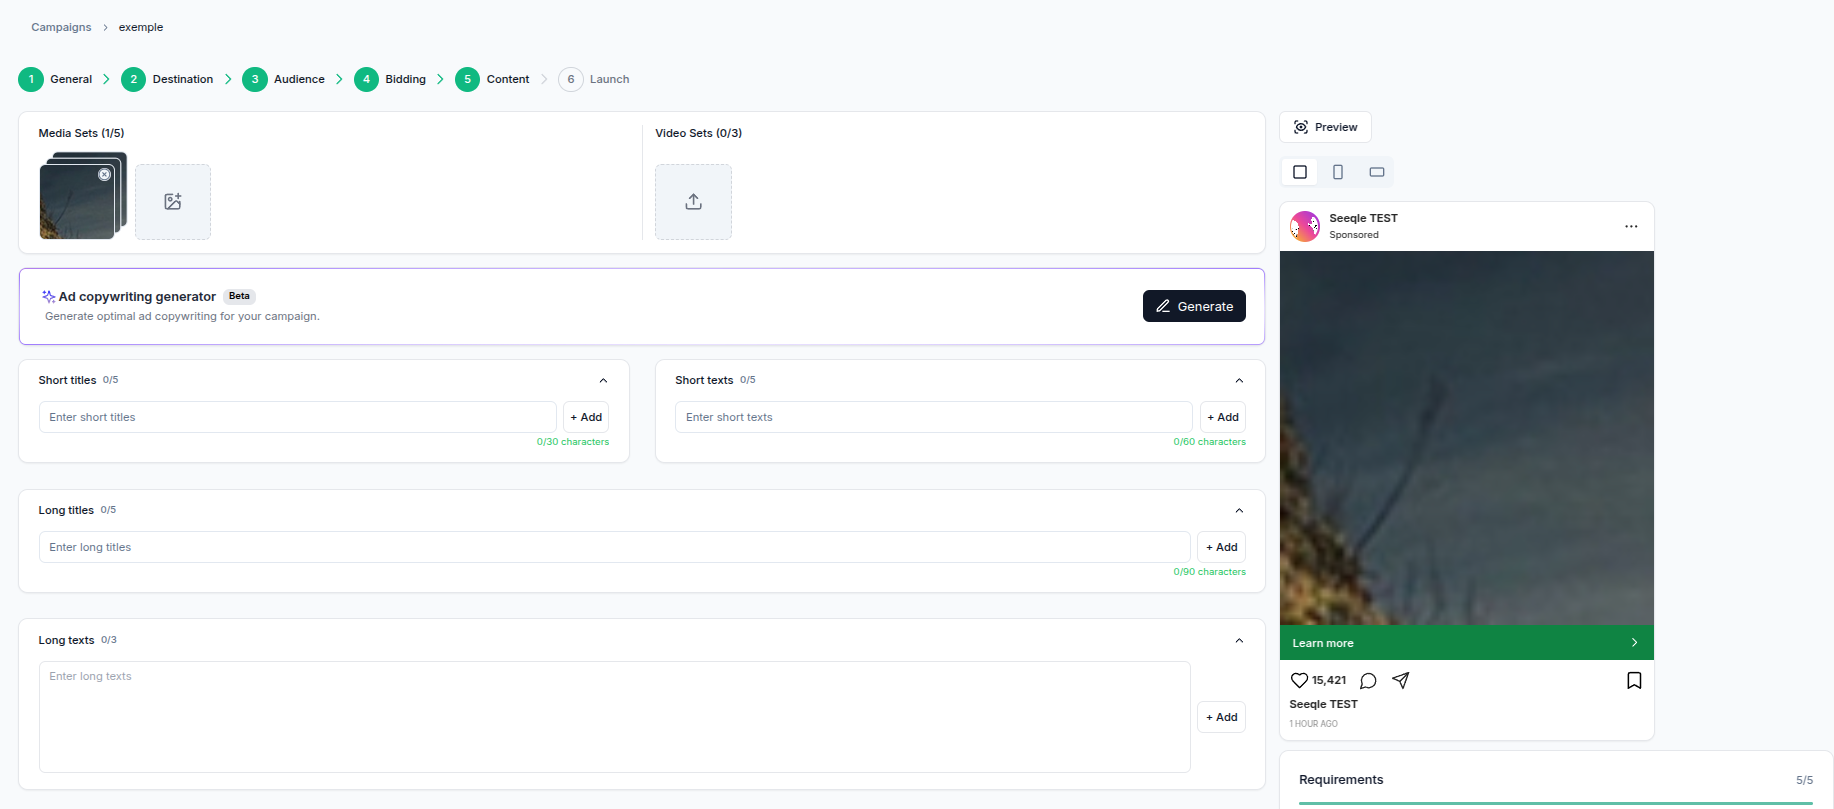 Campaigns > exemple
1 General > 2 Destination > 3 Audience > 4 Bidding > 5 Content > 6 Launch
Media Sets (1/5)
Video Sets (0/3)
Ad copywriting generator Beta
Generate optimal ad copywriting for your campaign.
Generate
Short titles 0/5
Enter short titles
+ Add
0/30 characters
Short texts 0/5
Enter short texts
+ Add
0/60 characters
Long titles 0/5
Enter long titles
+ Add
0/90 characters
Long texts 0/3
Enter long texts
+ Add
Preview
Seeqle TEST
Sponsored
Learn more
15,421
Seeqle TEST
1 HOUR AGO
Requirements 5/5